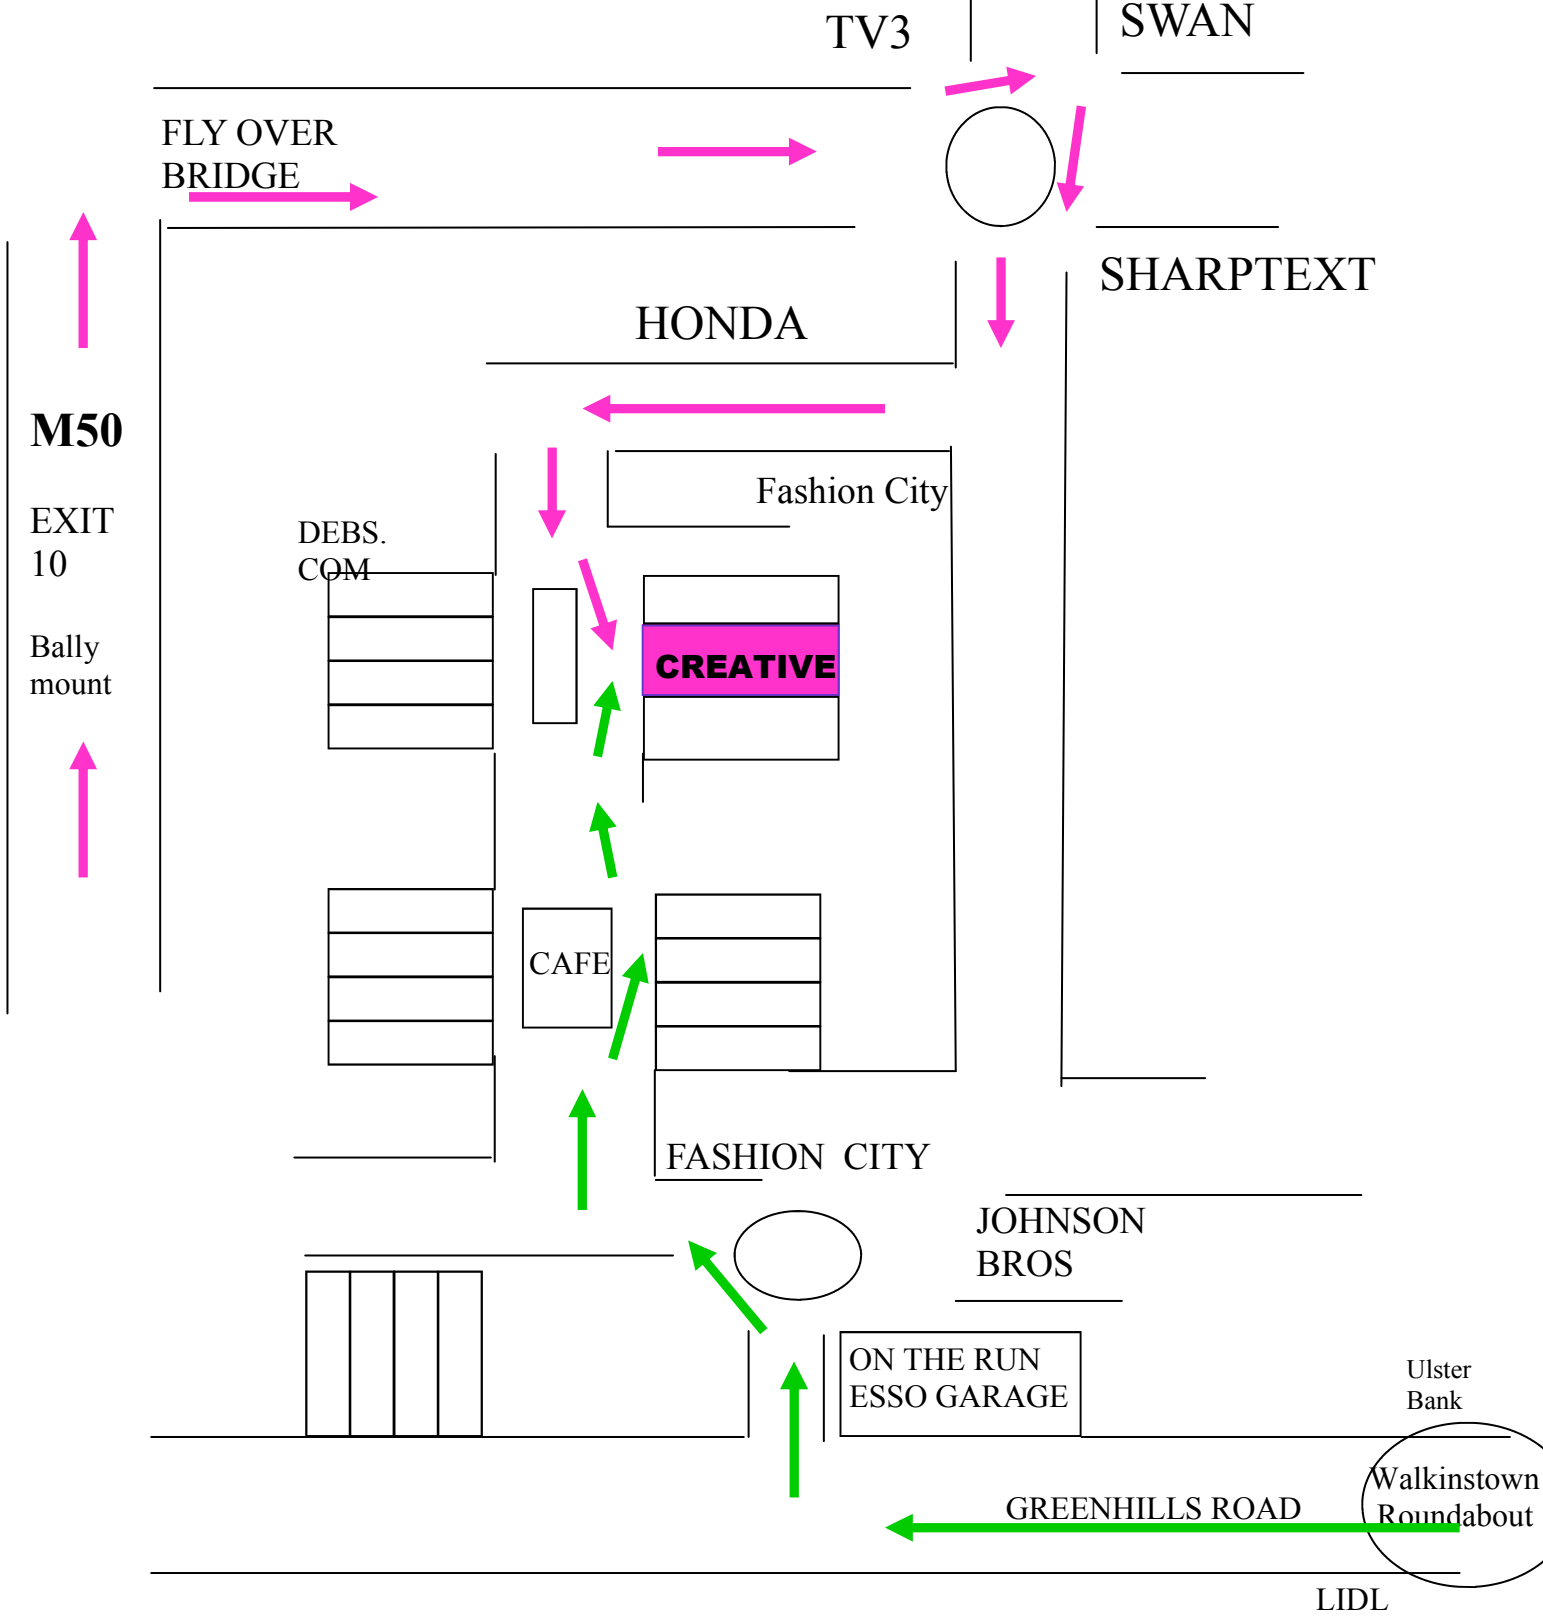 TV3
SWAN
FLY OVER
BRIDGE
SHARPTEXT
HONDA
M50
EXIT
10
Bally
mount
Fashion City
DEBS.
COM
CREATIVE
CAFE
FASHION CITY
JOHNSON
BROS
ON THE RUN
ESSO GARAGE
Ulster
Bank
Walkinstown
Roundabout
GREENHILLS ROAD
LIDL